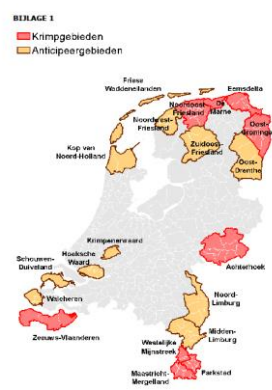 BIJLAGE 1
Krimpgebieden
Anticipeergebieden
Friese
Waddeneilanden
Eemsdelta
Noordoost-
Friesland
De
Marne
Noordwest-
Friesland
Oost-
Groningen
Kop van
Noord-Holland
Zuidoost-
Friesland
Oost-
Drenthe
Krimpenerwaard
Hoeksche
Waard
Schouwen-
Duiveland
Achterhoek
Walcheren
Noord-
Limburg
Zeeuws-Vlaanderen
Midden-
Limburg
Westelijke
Mijnstreek
Maastricht-
Mergelland
Parkstad